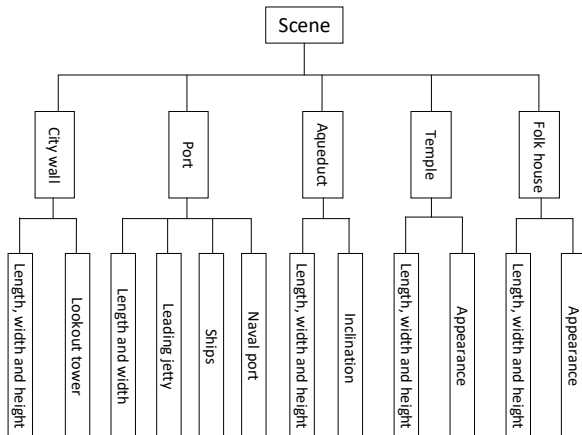 Scene
City wall
Port
Aqueduct
Temple
Folk house
Length, width and height
Lookout tower
Length and width
Leading jetty
Ships
Naval port
Length, width and height
Inclination
Length, width and height
Appearance
Length, width and height
Appearance